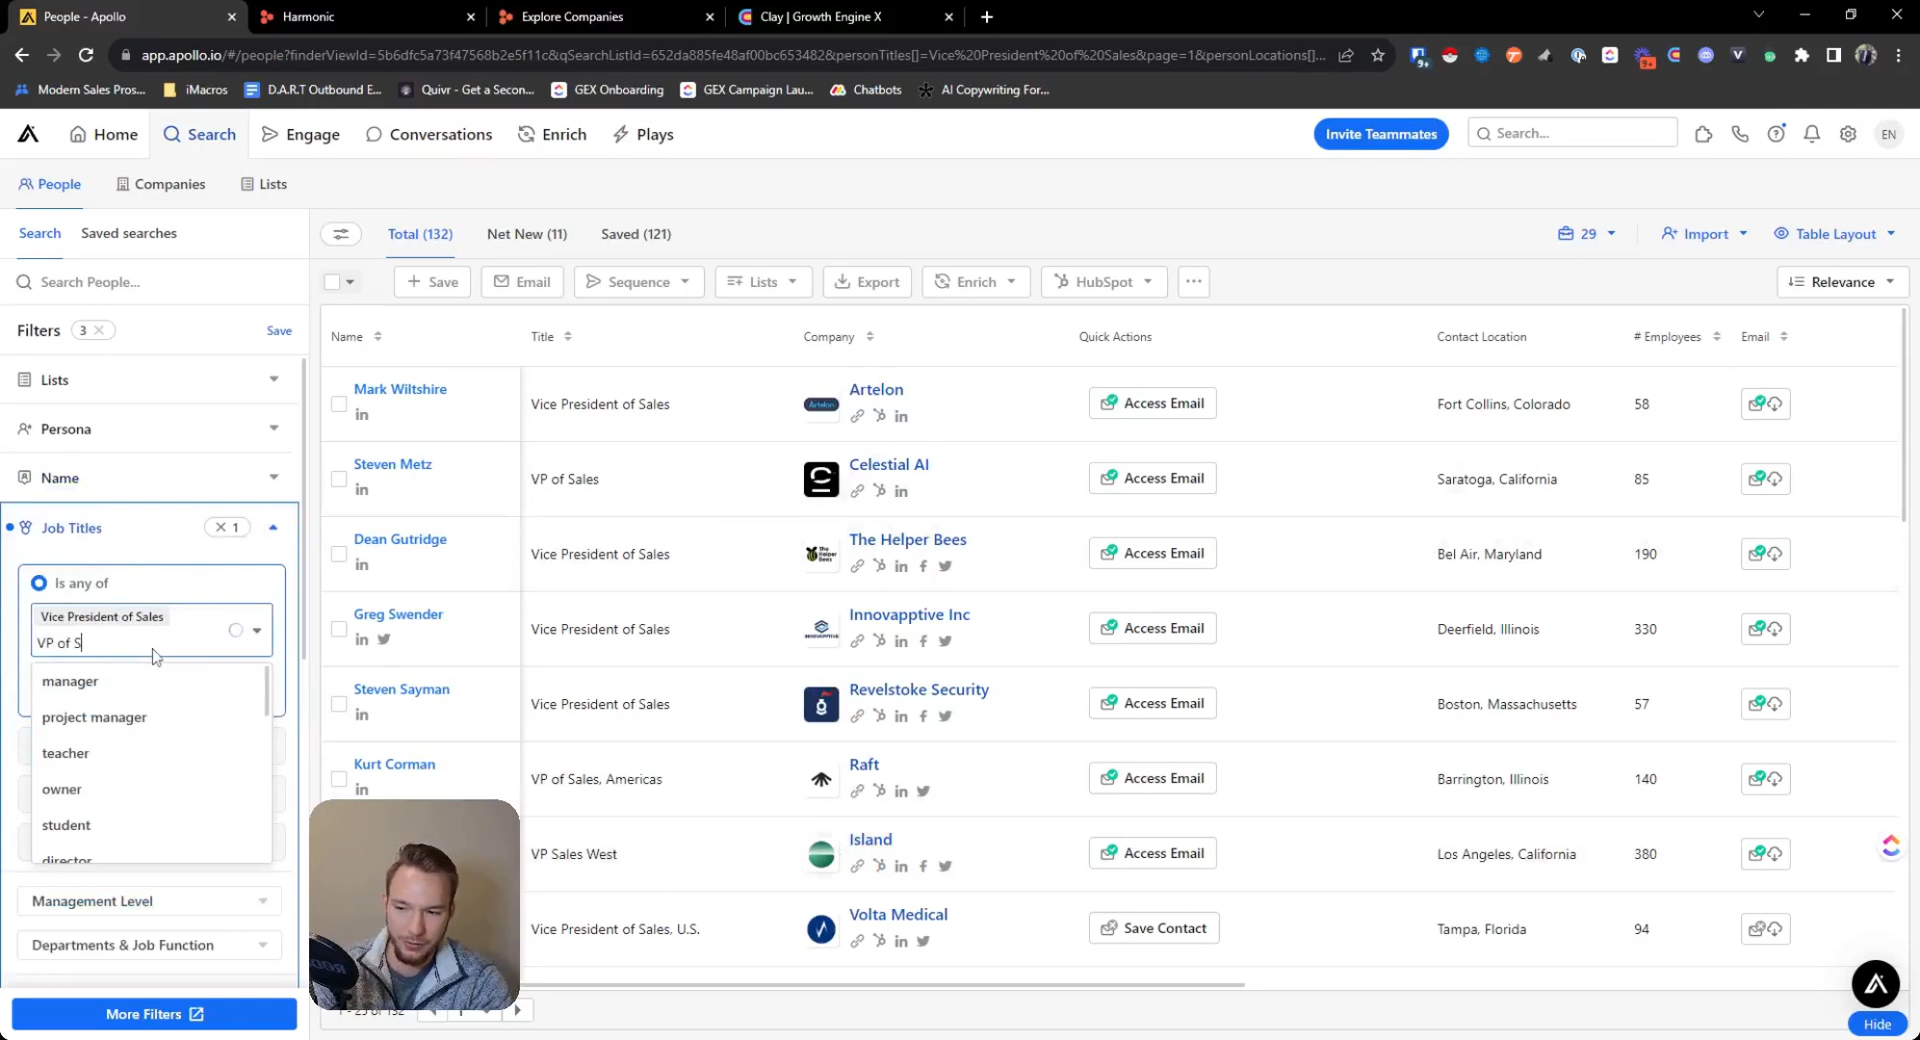 People - Apollo
Harmonic
Explore Companies
Clay | Growth Engine X
app.apollo.io/#/people?finderViewId=5b6dfc5a73f47568b2e5f11c&qSearchListId=652da885fe48af00bc653482&personTitles[]=Vice%20President%20of%20Sales&page=1&personLocations[]...
Modern Sales Pros...
iMacros
D.A.R.T Outbound E...
Quivr - Get a Secon...
GEX Onboarding
GEX Campaign Lau...
Chatbots
AI Copywriting For...
Home
Search
Engage
Conversations
Enrich
Plays
Invite Teammates
Search...
EN
People
Companies
Lists
Search
Saved searches
Total (132)
Net New (11)
Saved (121)
29
Import
Table Layout
Search People...
Save
Email
Sequence
Lists
Export
Enrich
HubSpot
Relevance
Filters 3
Save
Name
Title
Company
Quick Actions
Contact Location
# Employees
Email
Lists
Persona
Name
Job Titles
1
Is any of
Vice President of Sales
VP of S
manager
project manager
teacher
owner
student
director
Management Level
Departments & Job Function
More Filters
Mark Wiltshire
Vice President of Sales
Artelon
Artelon
Access Email
Fort Collins, Colorado
58
Steven Metz
VP of Sales
Celestial AI
Access Email
Saratoga, California
85
Dean Gutridge
Vice President of Sales
The Helper Bees
Access Email
Bel Air, Maryland
190
Greg Swender
Vice President of Sales
Innovapptive Inc
Access Email
Deerfield, Illinois
330
Steven Sayman
Vice President of Sales
Revelstoke Security
Access Email
Boston, Massachusetts
57
Kurt Corman
VP of Sales, Americas
Raft
Access Email
Barrington, Illinois
140
VP Sales West
Island
Access Email
Los Angeles, California
380
Vice President of Sales, U.S.
Volta Medical
Save Contact
Tampa, Florida
94
1 - 25 of 132
Hide